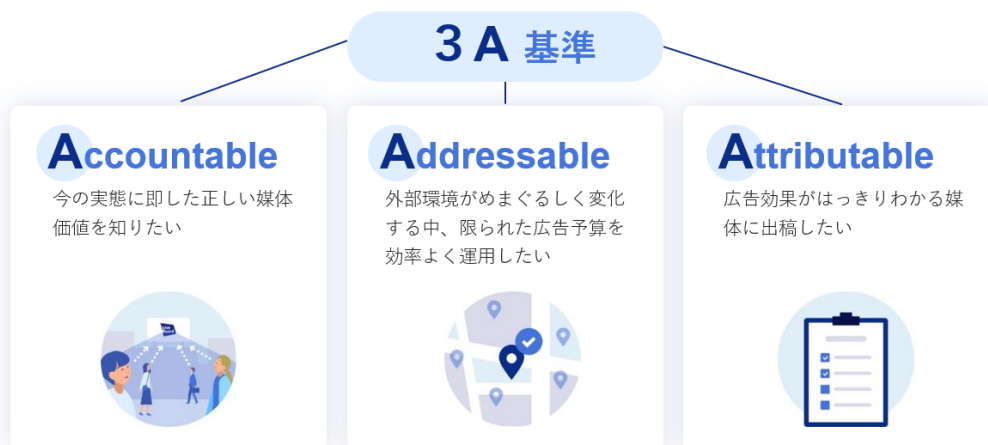 3A 基準
Accountable
今の実態に即した正しい媒体
価値を知りたい
Addressable
外部環境がめまぐるしく変化
する中、限られた広告予算を
効率よく運用したい
Attributable
広告効果がはっきりわかる媒
体に出稿したい